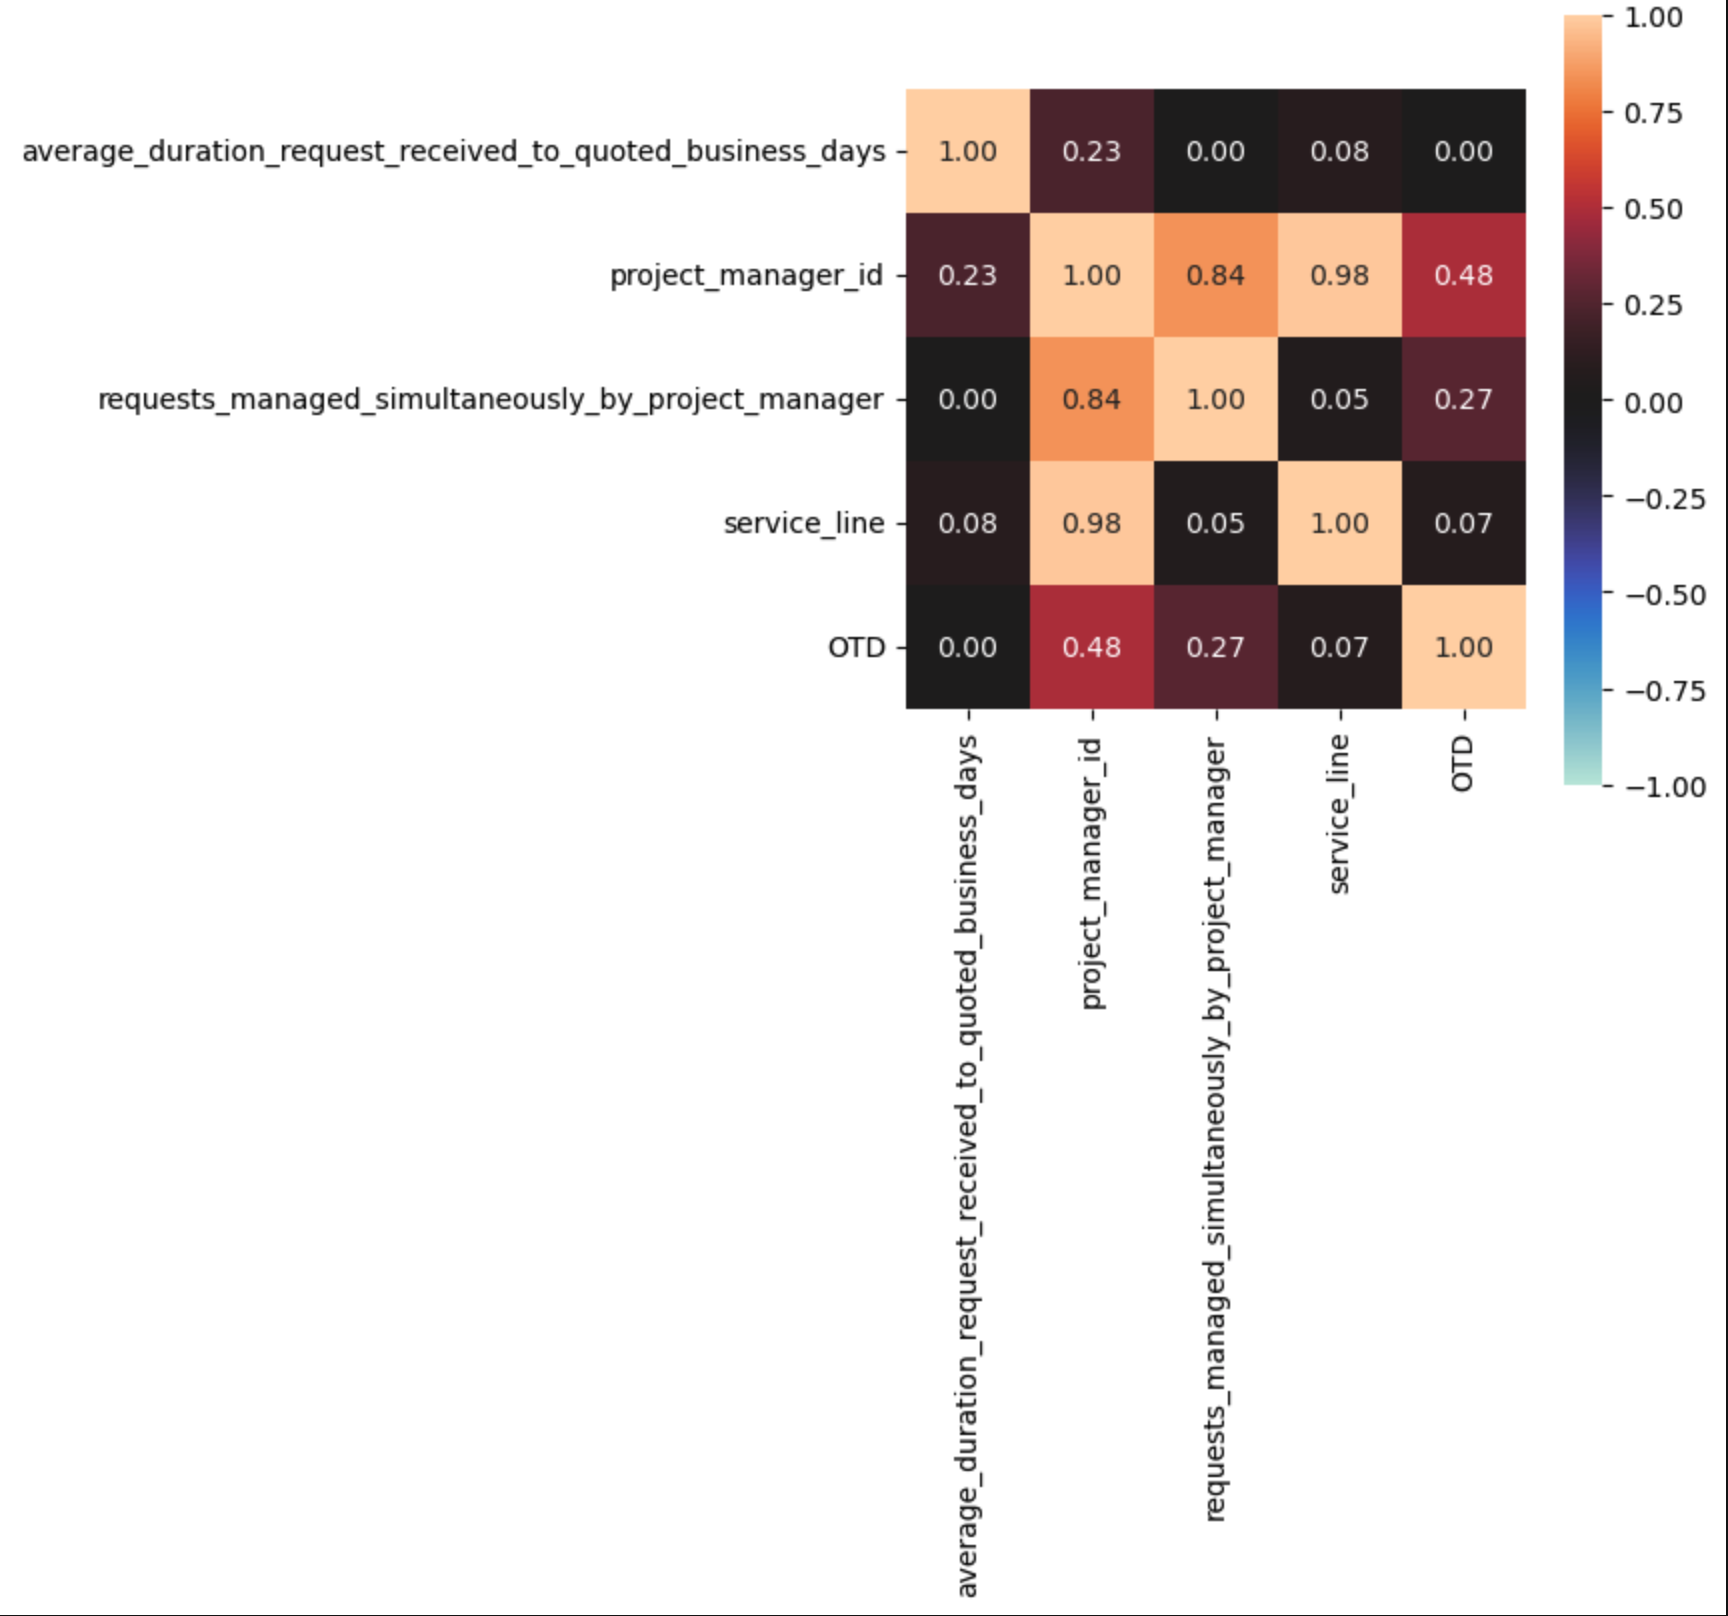 1.00
0.75
0.50
0.25
0.00
−0.25
−0.50
−0.75
−1.00
average_duration_request_received_to_quoted_business_days
1.00 0.23 0.00 0.08 0.00
project_manager_id
0.23 1.00 0.84 0.98 0.48
requests_managed_simultaneously_by_project_manager
0.00 0.84 1.00 0.05 0.27
service_line
0.08 0.98 0.05 1.00 0.07
OTD
0.00 0.48 0.27 0.07 1.00
average_duration_request_received_to_quoted_business_days
project_manager_id
requests_managed_simultaneously_by_project_manager
service_line
OTD